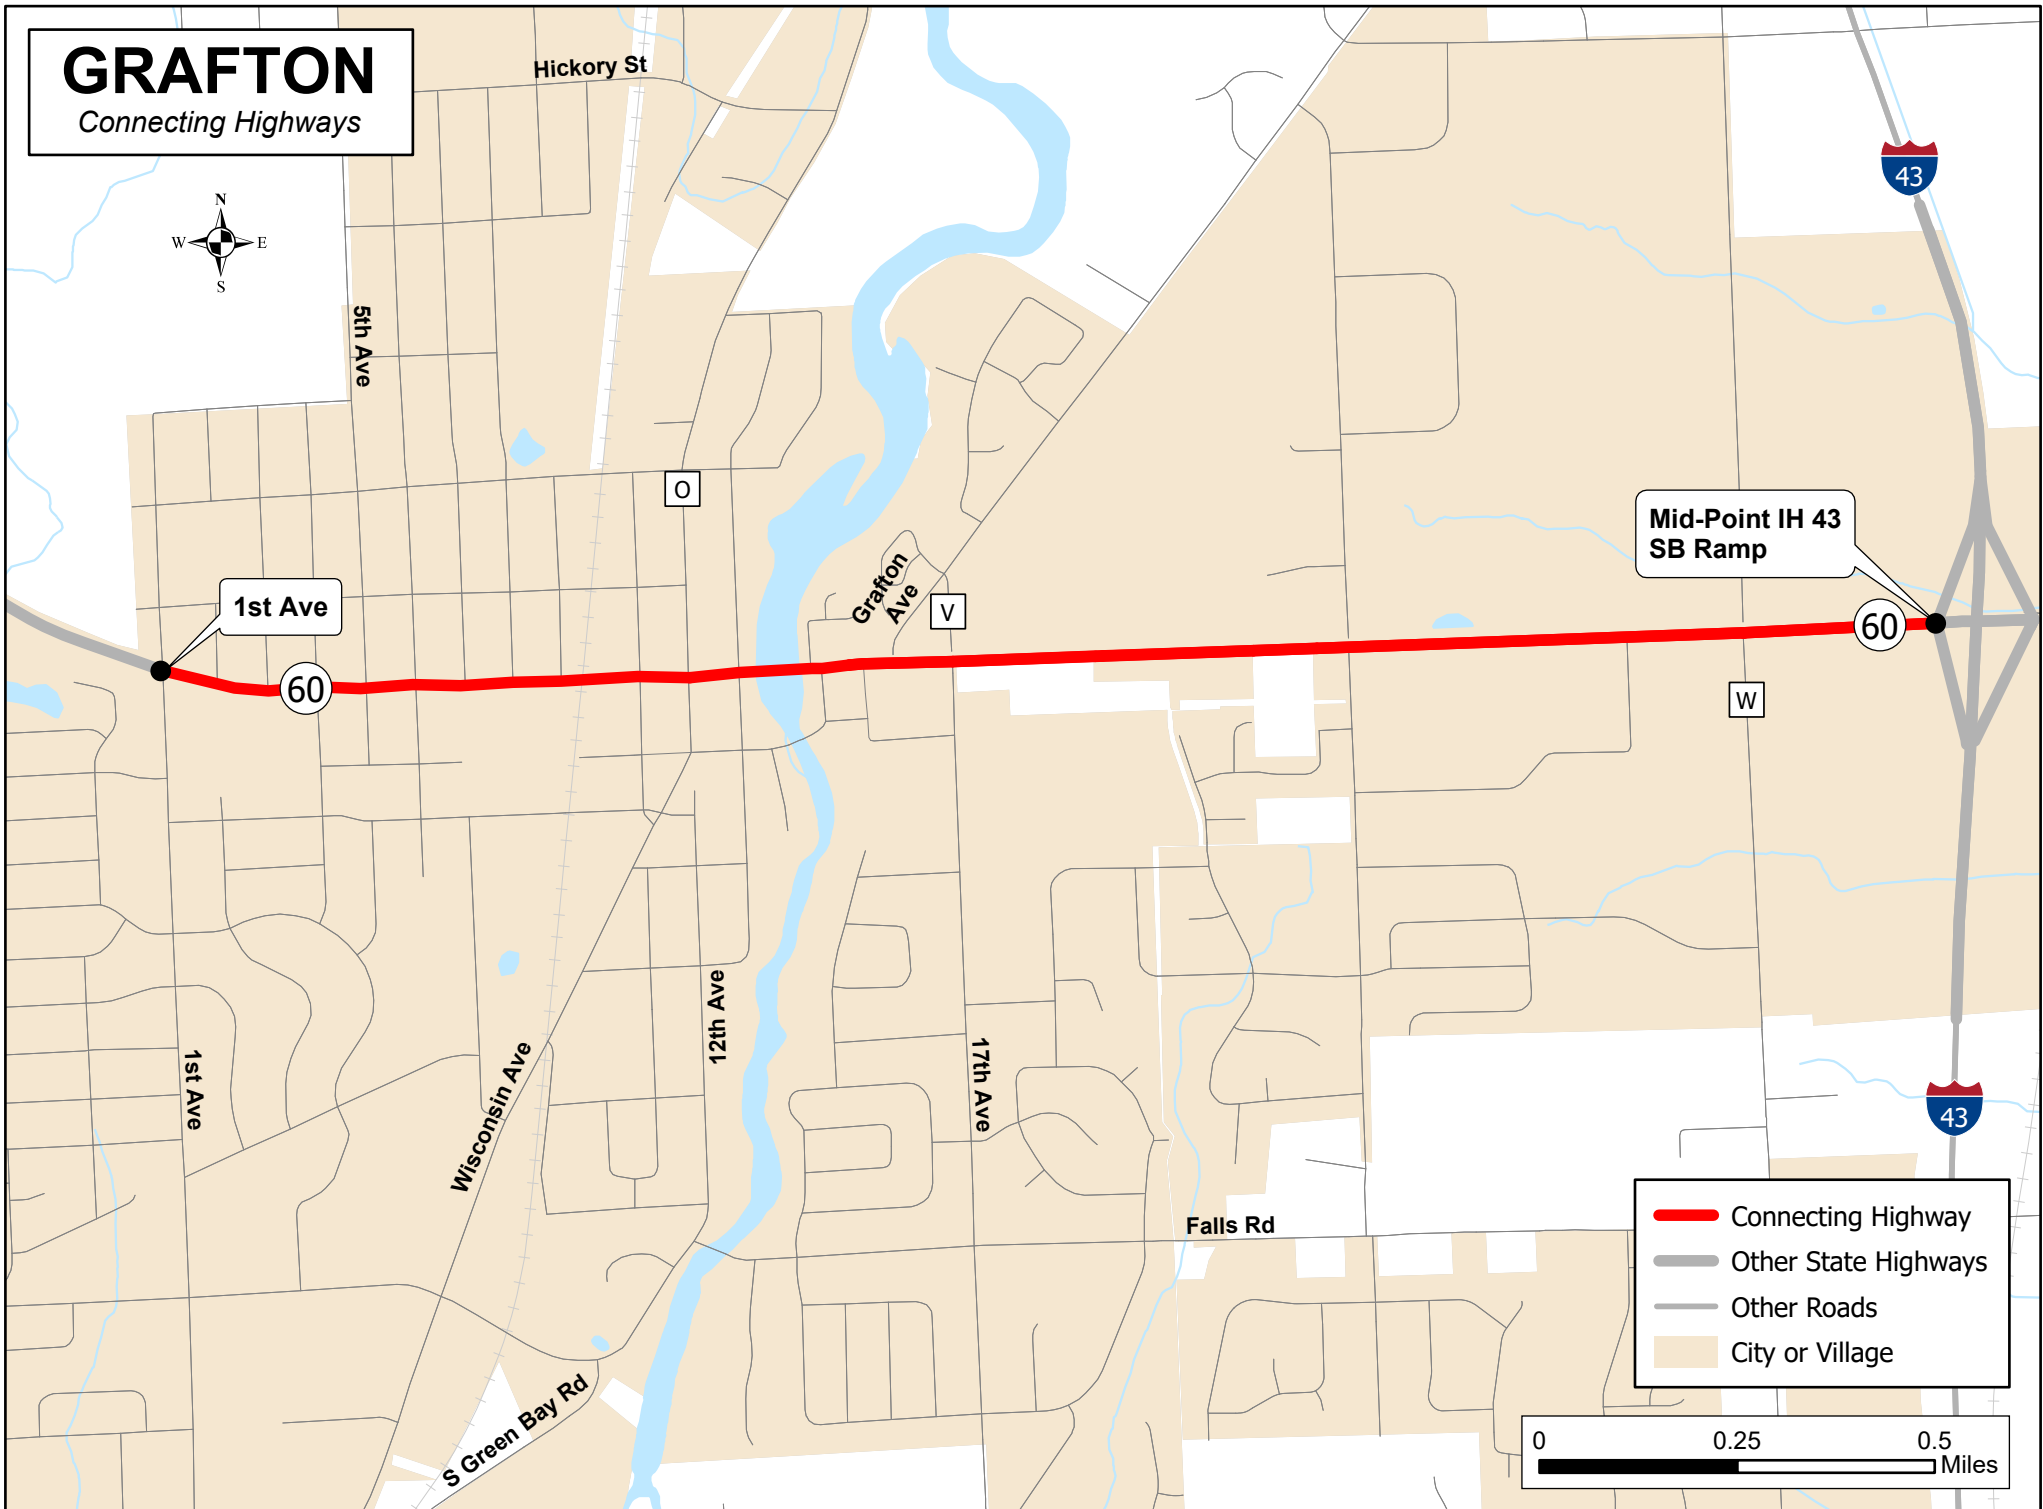 GRAFTON
Connecting Highways
Hickory St
43
N
W E
S
5th Ave
O
Mid-Point IH 43
SB Ramp
Grafton
Ave
1st Ave
V
60
60
W
12th Ave
1st Ave
Wisconsin Ave
17th Ave
43
Falls Rd
Connecting Highway
Other State Highways
Other Roads
City or Village
S Green Bay Rd
0 0.25 0.5
Miles